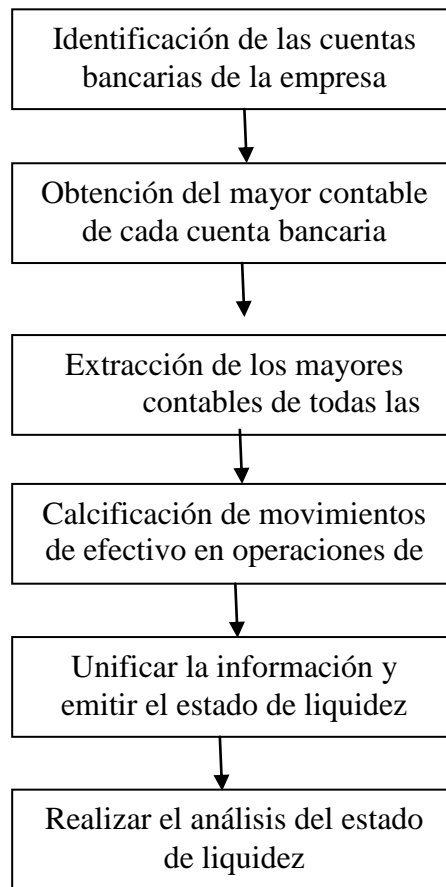 Identificación de las cuentas
bancarias de la empresa
Obtención del mayor contable
de cada cuenta bancaria
Extracción de los mayores
contables de todas las
Calcificación de movimientos
de efectivo en operaciones de
Unificar la información y
emitir el estado de liquidez
Realizar el análisis del estado
de liquidez